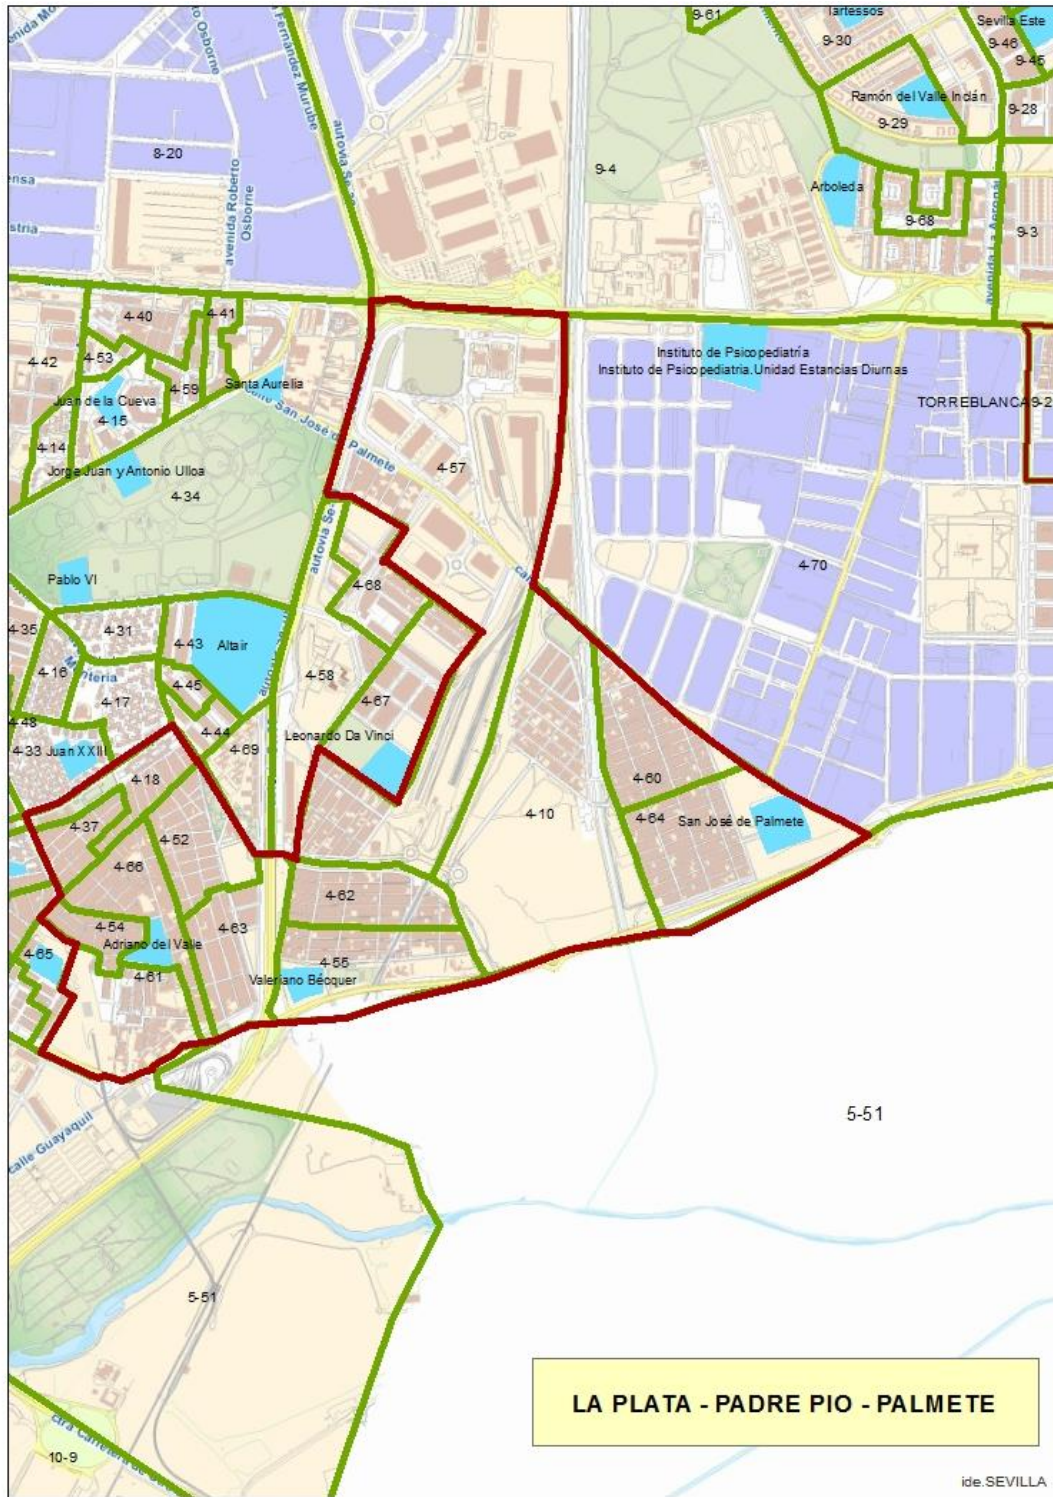 9-61
Tartessos
Sevilla Este
9-30
9-46
9-45
Osborne
Fernández Murube
Ramón del Valle Inclán
9-28
9-29
autovía Se-30
8-20
9-4
Arboleda
avenida Roberto
Osborne
9-68
9-3
4-40
4-41
4-42
4-53
Instituto de Psicopediatría
Instituto de Psicopediatria.Unidad Estancias Diurnas
4-59
Santa Aurelia
Juan de la Cueva
4-15
calle San José de Palmete
TORREBLANCA
9-2
4-14
4-57
Jorge Juan y Antonio Ulloa
4-34
4-70
Pablo VI
4-68
4-35
4-31
4-43
Altair
4-16
4-58
4-45
4-17
4-67
4-48
4-44
Leonardo Da Vinci
4-33
Juan XXIII
4-69
4-18
4-60
4-37
4-10
4-64
San José de Palmete
4-52
4-66
4-62
4-54
4-63
Adriano del Valle
4-65
4-55
4-61
Valeriano Bécquer
calle Guayaquil
5-51
5-51
LA PLATA - PADRE PIO - PALMETE
10-9
ide.SEVILLA